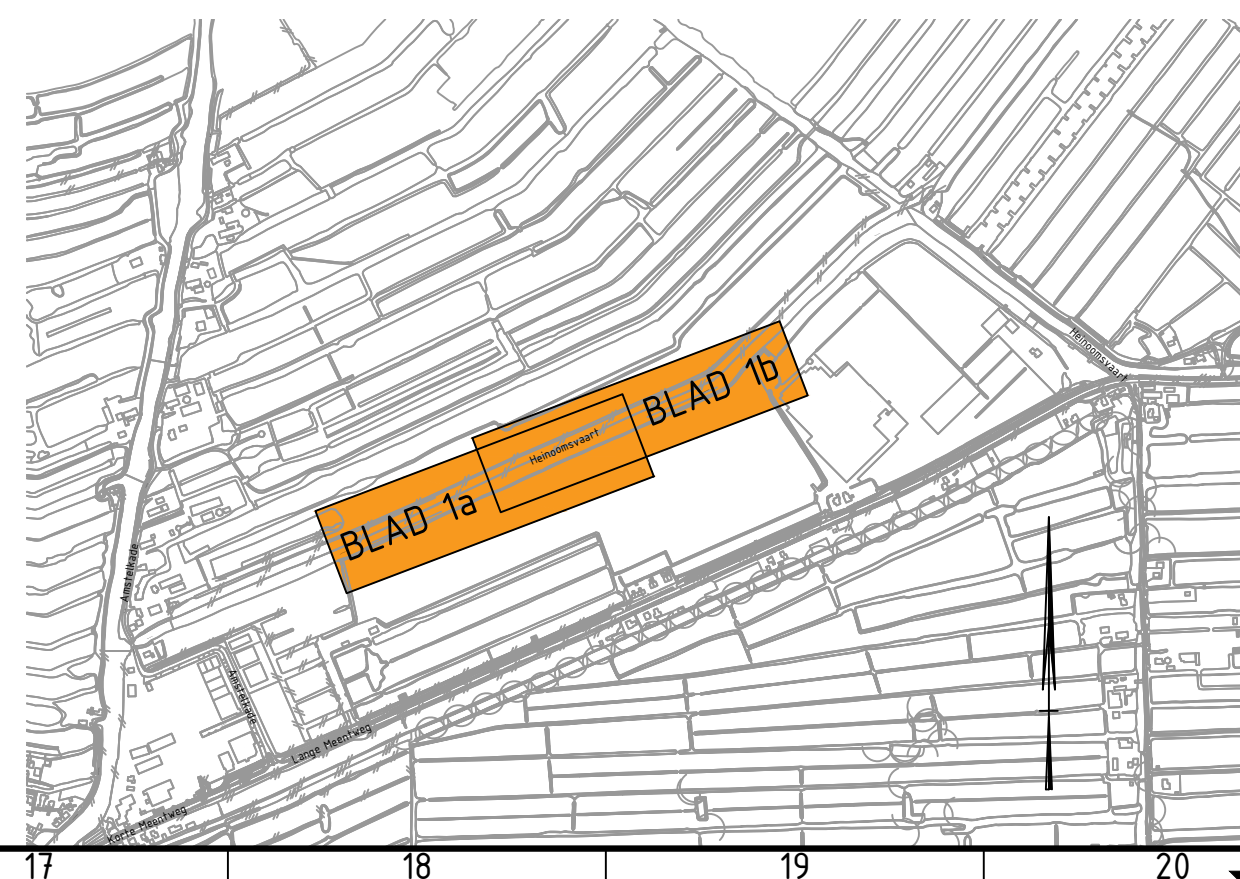 Heinoomsvaart
BLAD 1b
Heinoomsvaart
BLAD 1a
Amstelkade
Amstelkade
Lange Meentweg
Korte Meentweg
17 18 19 20